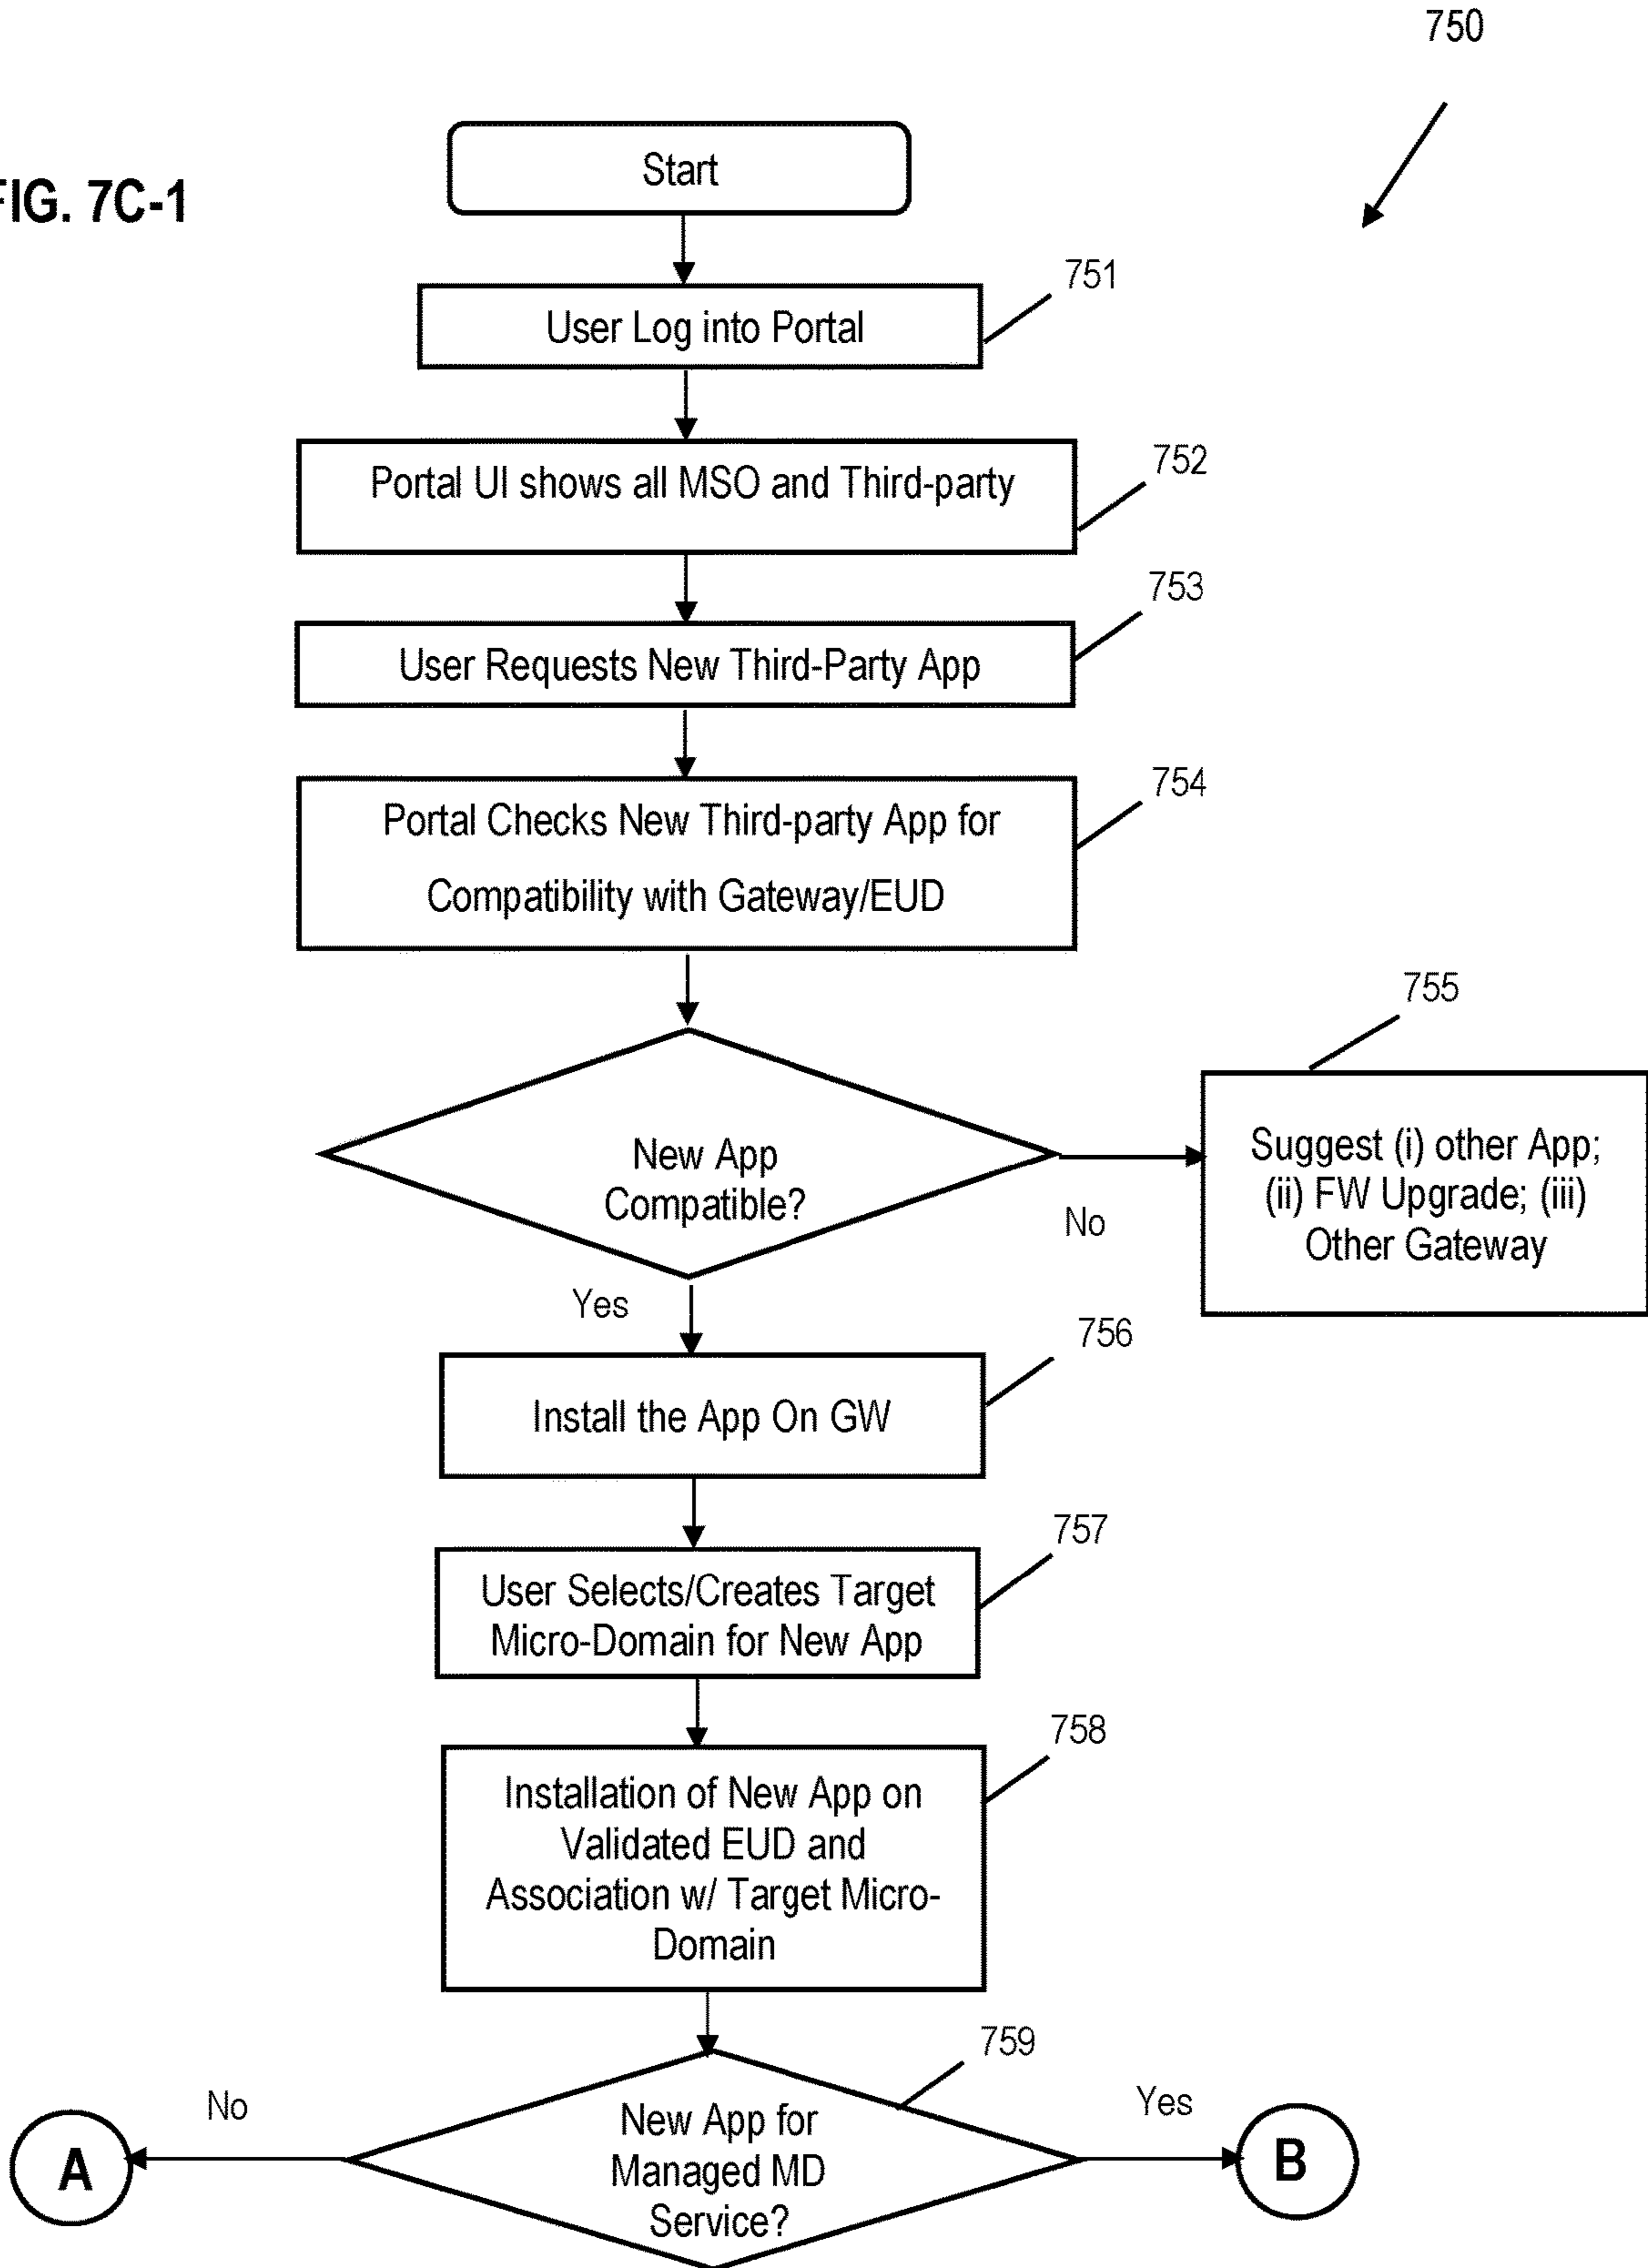 750
FIG. 7C-1
Start
751
User Log into Portal
752
Portal UI shows all MSO and Third-party
753
User Requests New Third-Party App
754
Portal Checks New Third-party App for
Compatibility with Gateway/EUD
755
New App
Compatible?
No
Suggest (i) other App;
(ii) FW Upgrade; (iii)
Other Gateway
Yes
756
Install the App On GW
757
User Selects/Creates Target
Micro-Domain for New App
758
Installation of New App on
Validated EUD and
Association w/ Target Micro-
Domain
759
No
Yes
A
New App for
Managed MD
Service?
B